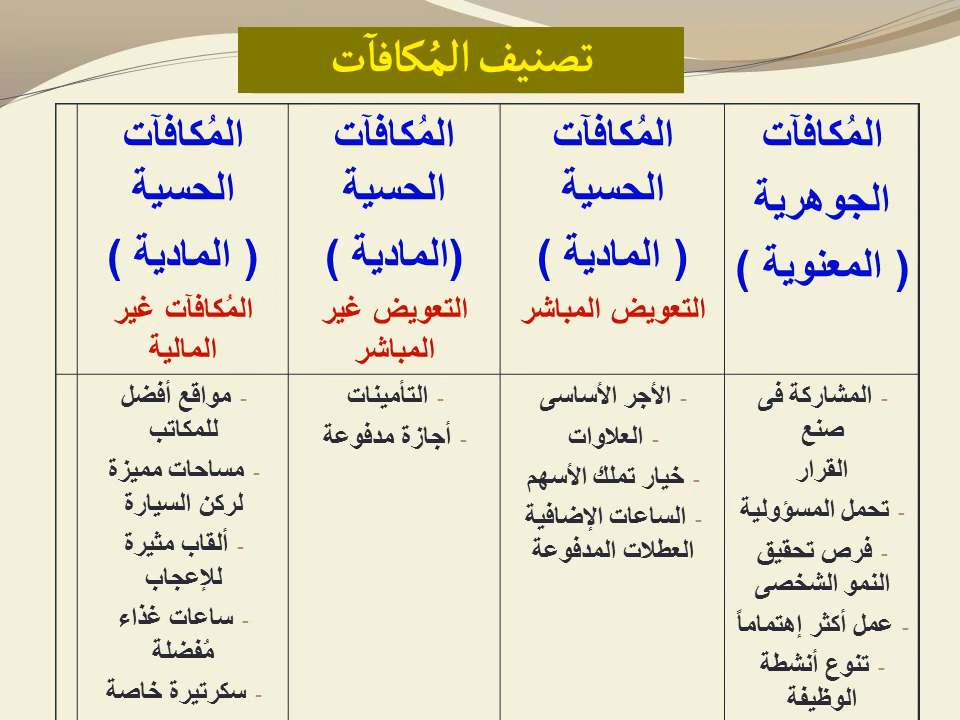 تصنيف المُكافآت
المُكافآت
الجوهرية
( المعنوية )
المُكافآت
الحسية
( المادية )
التعويض المباشر
المُكافآت
الحسية
(المادية )
التعويض غير
المباشر
المُكافآت
الحسية
( المادية )
المُكافآت غير
المالية
- المشاركة فى
صنع
القرار
- تحمل المسؤولية
- فرص تحقيق
النمو الشخصى
- عمل أكثر إهتماماً
- تنوع أنشطة
الوظيفة
- الأجر الأساسى
- العلاوات
- خيار تملك الأسهم
- الساعات الإضافية
العطلات المدفوعة
- التأمينات
- أجازة مدفوعة
- مواقع أفضل
للمكاتب
- مساحات مميزة
لركن السيارة
- ألقاب مثيرة
للإعجاب
- ساعات غذاء
مُفضلة
- سكرتيرة خاصة